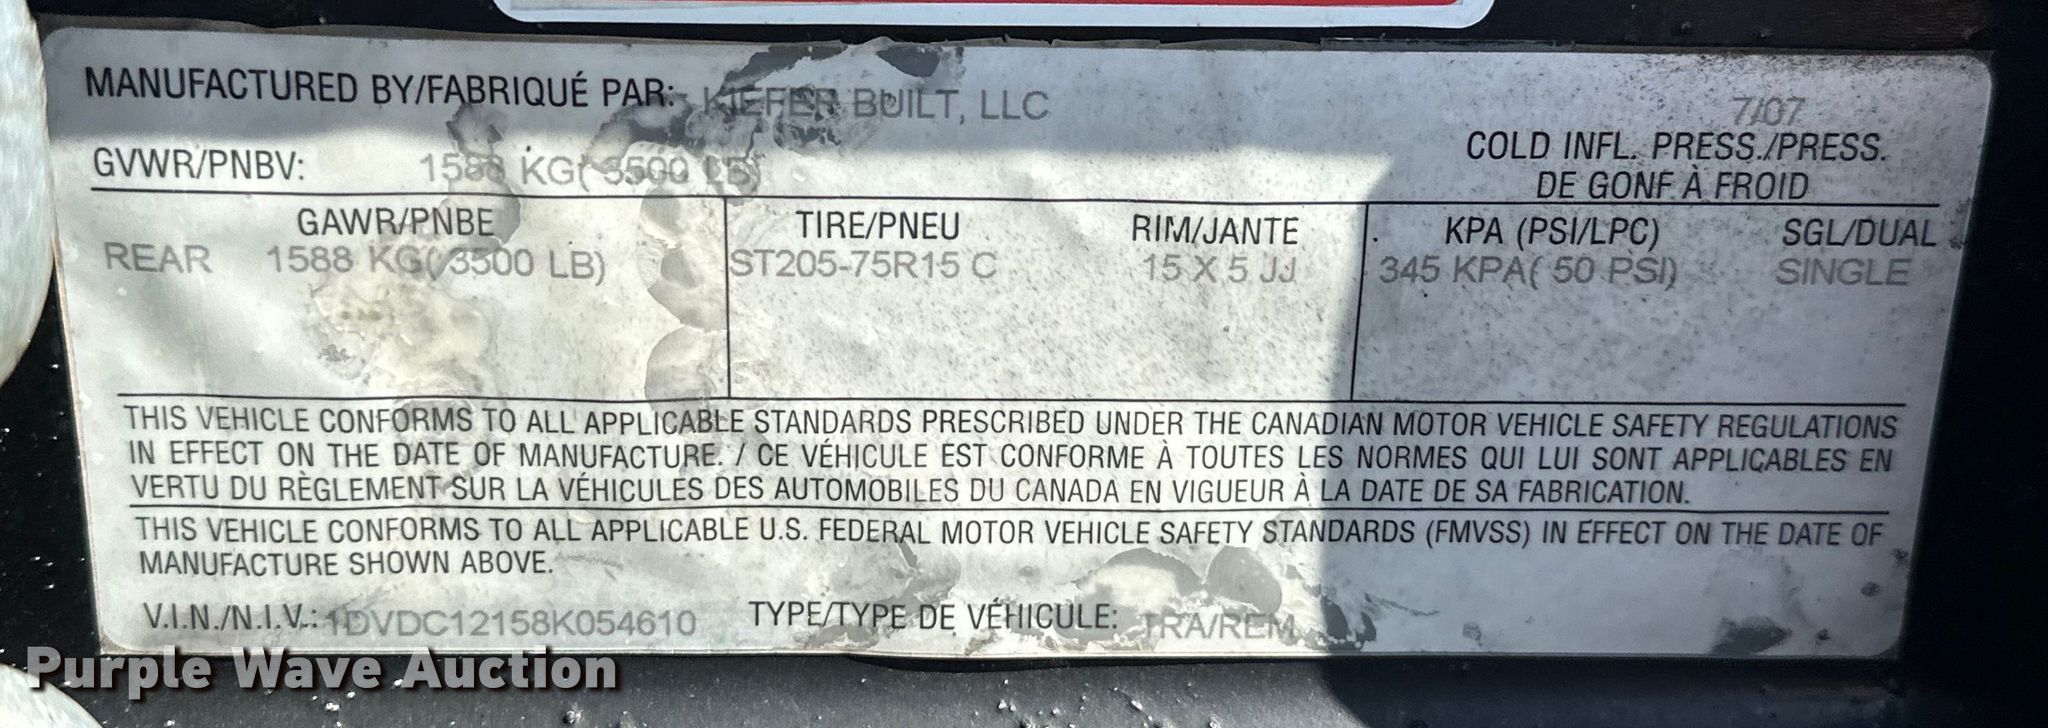 MANUFACTURED BY/FABRIQUÉ PAR: KIEFER BUILT, LLC 7/07
GVWR/PNBV: 1588 KG( 3500 LB)
COLD INFL. PRESS./PRESS.
DE GONF. À FROID
GAWR/PNBE TIRE/PNEU RIM/JANTE KPA (PSI/LPC) SGL/DUAL
REAR 1588 KG( 3500 LB) ST205-75R15 C 15 X 5 JJ 345 KPA( 50 PSI) SINGLE
THIS VEHICLE CONFORMS TO ALL APPLICABLE STANDARDS PRESCRIBED UNDER THE CANADIAN MOTOR VEHICLE SAFETY REGULATIONS
IN EFFECT ON THE DATE OF MANUFACTURE. / CE VÉHICULE EST CONFORME À TOUTES LES NORMES QUI LUI SONT APPLICABLES EN
VERTU DU RÈGLEMENT SUR LA VÉHICULES DES AUTOMOBILES DU CANADA EN VIGUEUR À LA DATE DE SA FABRICATION.
THIS VEHICLE CONFORMS TO ALL APPLICABLE U.S. FEDERAL MOTOR VEHICLE SAFETY STANDARDS (FMVSS) IN EFFECT ON THE DATE OF
MANUFACTURE SHOWN ABOVE.
V.I.N./N.I.V.: 1DVDC12158K054610 TYPE/TYPE DE VÉHICULE: TRA/REM
Purple Wave Auction